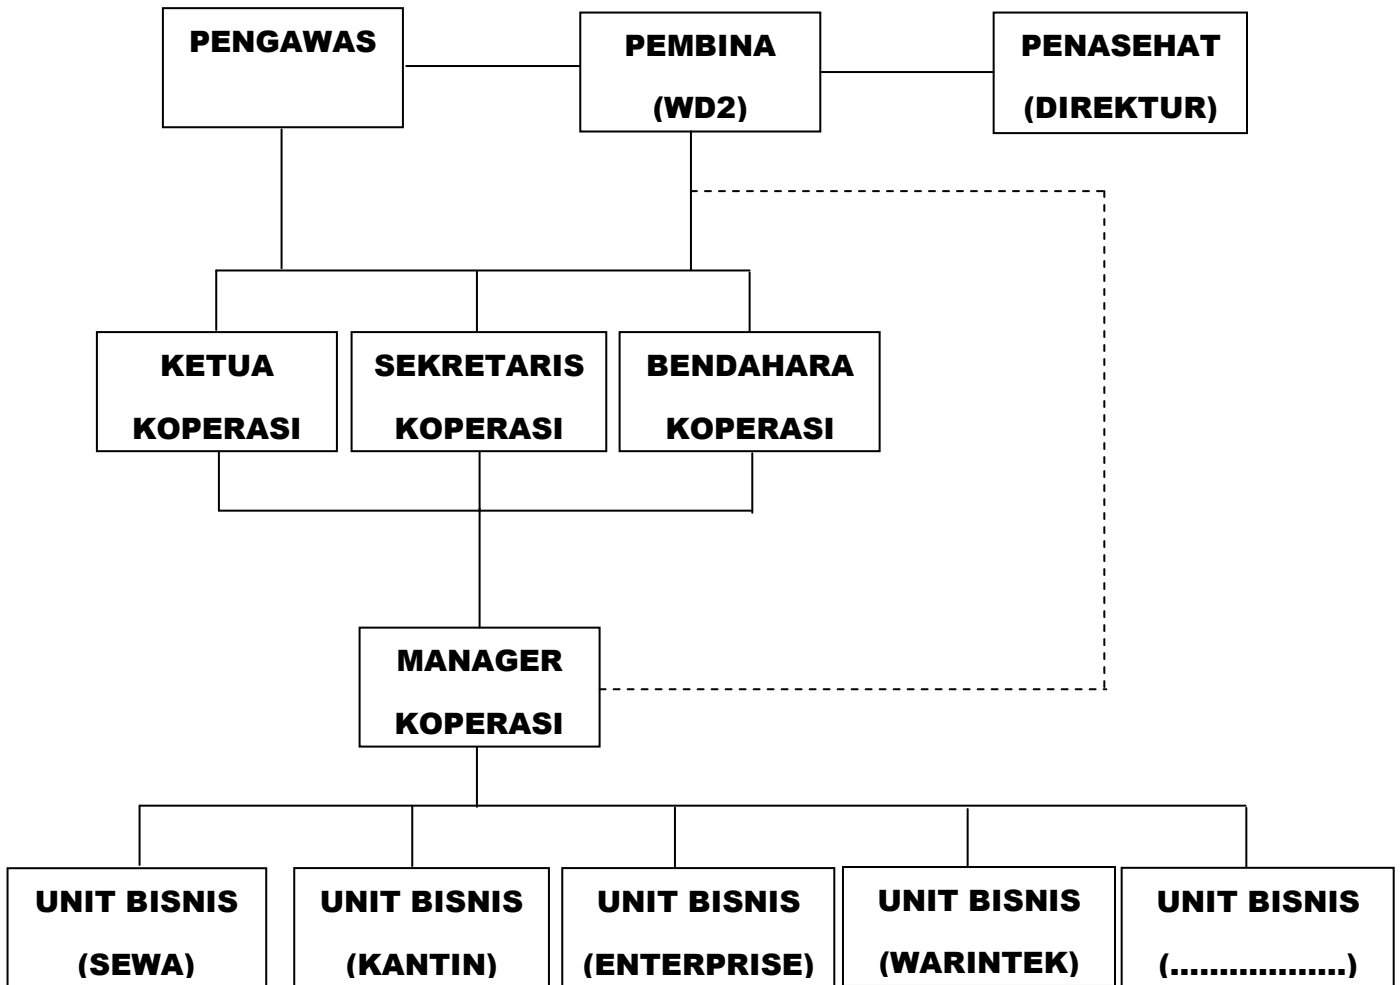 PENGAWAS
PEMBINA
(WD2)
PENASEHAT
(DIREKTUR)
KETUA
KOPERASI
SEKRETARIS
KOPERASI
BENDAHARA
KOPERASI
MANAGER
KOPERASI
UNIT BISNIS
(SEWA)
UNIT BISNIS
(KANTIN)
UNIT BISNIS
(ENTERPRISE)
UNIT BISNIS
(WARINTEK)
UNIT BISNIS
(..................)